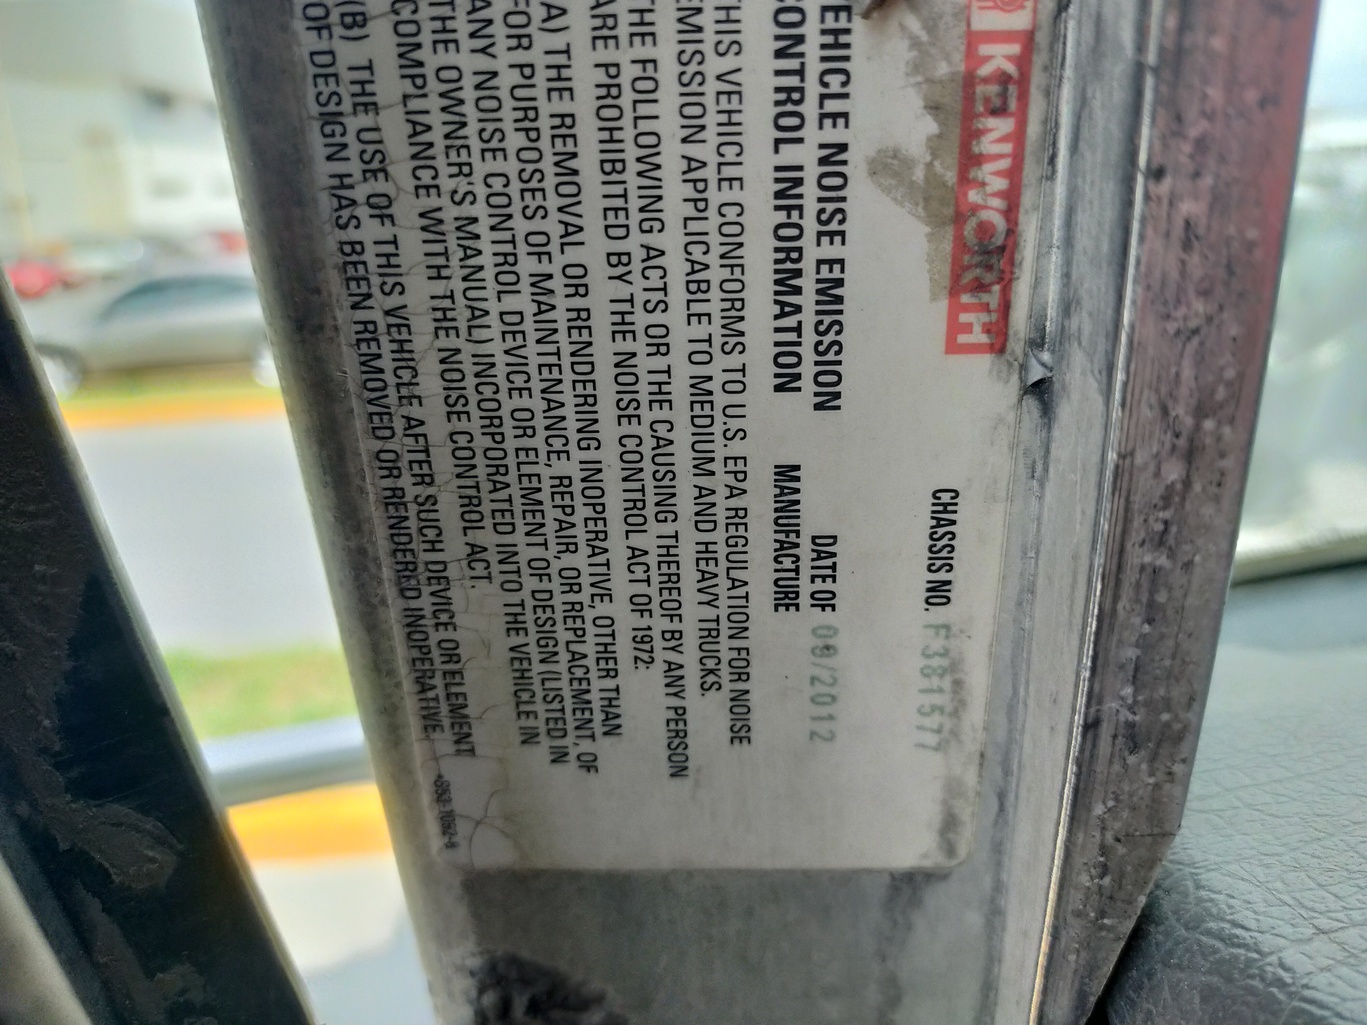 KENWORTH
CHASSIS NO. F381577
VEHICLE NOISE EMISSION
CONTROL INFORMATION
DATE OF
MANUFACTURE
/2012
THIS VEHICLE CONFORMS TO U.S. EPA REGULATION FOR NOISE
EMISSION APPLICABLE TO MEDIUM AND HEAVY TRUCKS.
THE FOLLOWING ACTS OR THE CAUSING THEREOF BY ANY PERSON
ARE PROHIBITED BY THE NOISE CONTROL ACT OF 1972:
(A) THE REMOVAL OR RENDERING INOPERATIVE, OTHER THAN
FOR PURPOSES OF MAINTENANCE, REPAIR, OR REPLACEMENT, OF
ANY NOISE CONTROL DEVICE OR ELEMENT OF DESIGN (LISTED IN
THE OWNER'S MANUAL) INCORPORATED INTO THE VEHICLE IN
COMPLIANCE WITH THE NOISE CONTROL ACT.
(B) THE USE OF THIS VEHICLE AFTER SUCH DEVICE OR ELEMENT
OF DESIGN HAS BEEN REMOVED OR RENDERED INOPERATIVE.